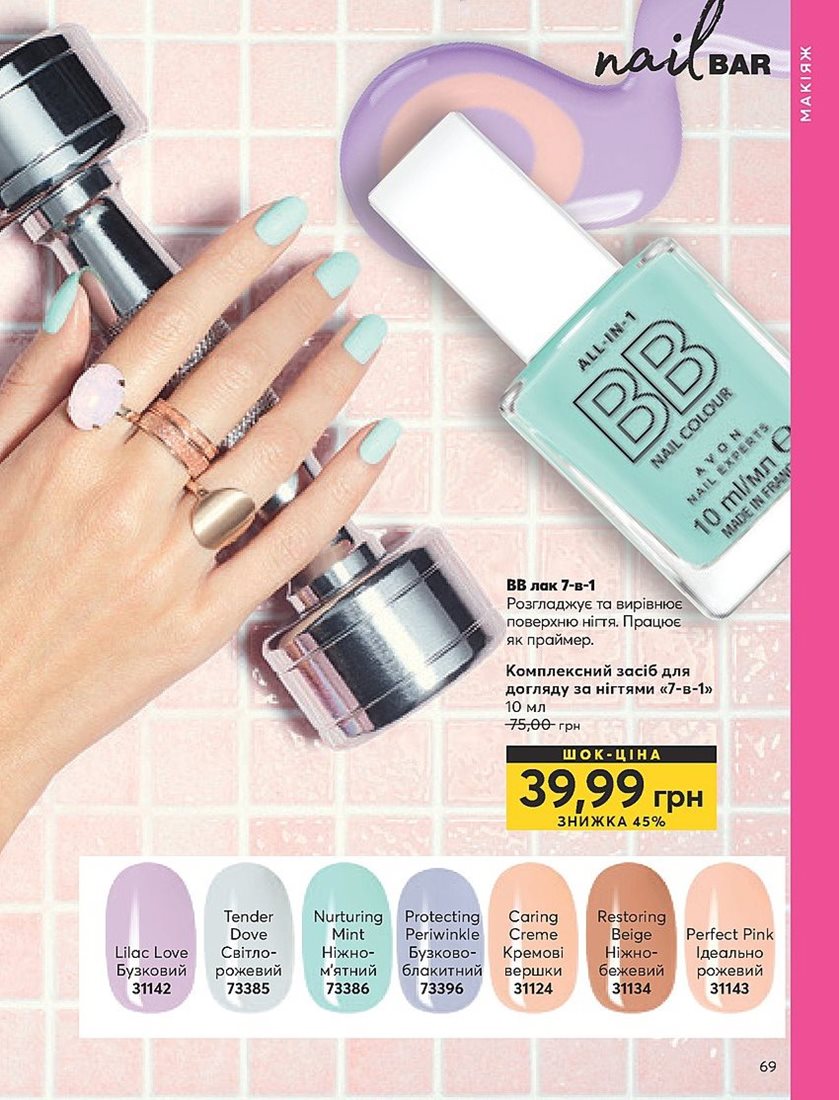 nail BAR
МАКІЯЖ
ALL-IN-1
BB
NAIL COLOUR
AVON
NAIL EXPERTS
10 ml/мл e
MADE IN FRAN
ВВ лак 7-в-1
Розгладжує та вирівнює
поверхню нігтя. Працює
як праймер.
Комплексний засіб для
догляду за нігтями «7-в-1»
10 мл
75,00 грн
ШОК-ЦІНА
39,99 грн
ЗНИЖКА 45%
Lilac Love
Бузковий
31142
Tender
Dove
Світло-
рожевий
73385
Nurturing
Mint
Ніжно-
м'ятний
73386
Protecting
Periwinkle
Бузково-
блакитний
73396
Caring
Creme
Кремові
вершки
31124
Restoring
Beige
Ніжно-
бежевий
31134
Perfect Pink
Ідеально
рожевий
31143
69